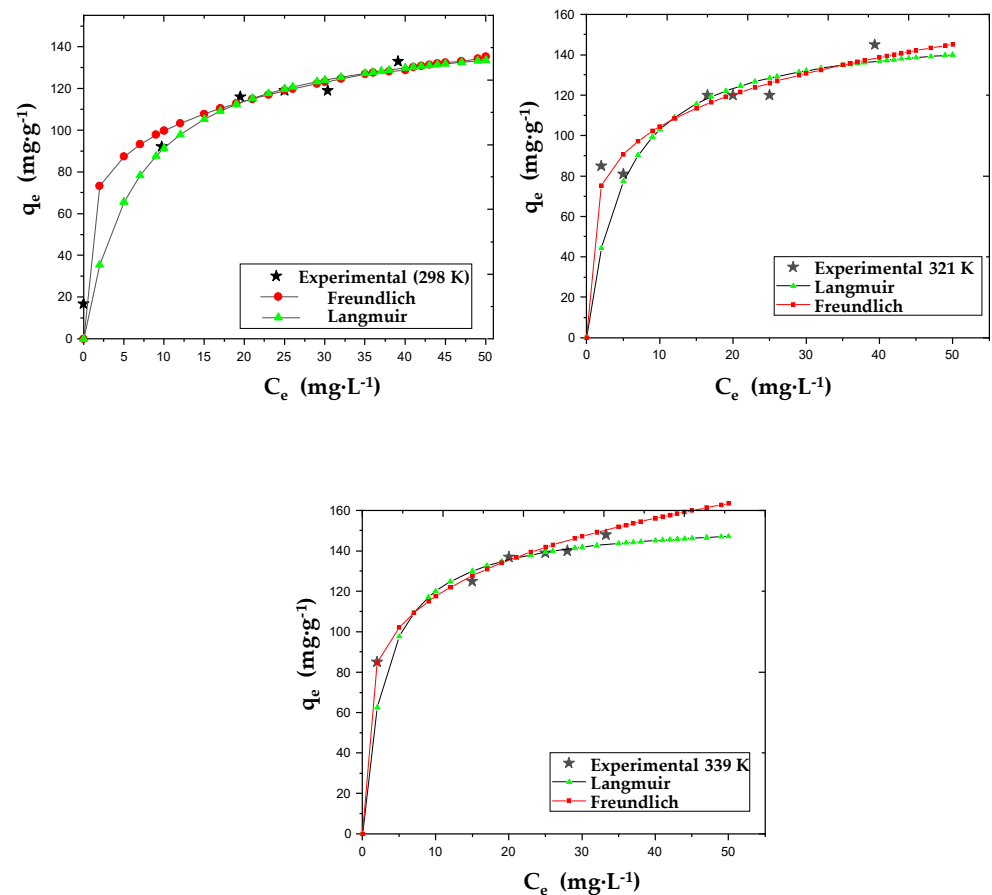 140
120
100
80
60
40
20
0
qe (mg·g-1)
0 5 10 15 20 25 30 35 40 45 50
Ce (mg·L-1)
Experimental (298 K)
Freundlich
Langmuir
160
140
120
100
80
60
40
20
0
qe (mg·g-1)
0 10 20 30 40 50
Ce (mg·L-1)
Experimental 321 K
Langmuir
Freundlich
160
140
120
100
80
60
40
20
0
qe (mg·g-1)
0 10 20 30 40 50
Ce (mg·L-1)
Experimental 339 K
Langmuir
Freundlich